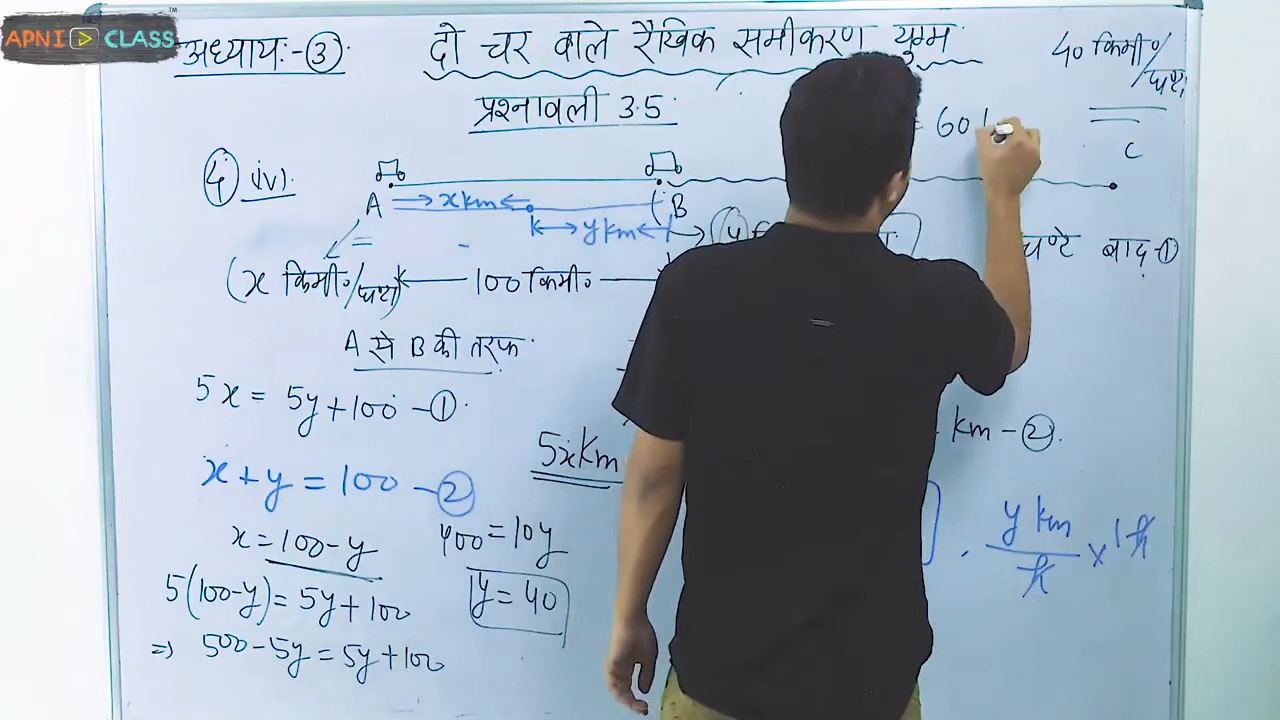 APNI CLASS
TM
अध्याय:-③.
दो चर वाले रैखिक समीकरण युग्म
40 किमी०/घण्टा
प्रश्नावली 3.5
= 60
C
④ iv).
A
B
x km
y km
घण्टे बाद-①
(x किमी०/घण्टा)
100 किमी०
A से B की तरफ
5x = 5y+100 -①.
5x km
km -②.
x+y = 100 -②
x = 100-y
400 = 10y
y km/h × 1h
5(100-y) = 5y+100
y = 40
⇒ 500-5y = 5y+100